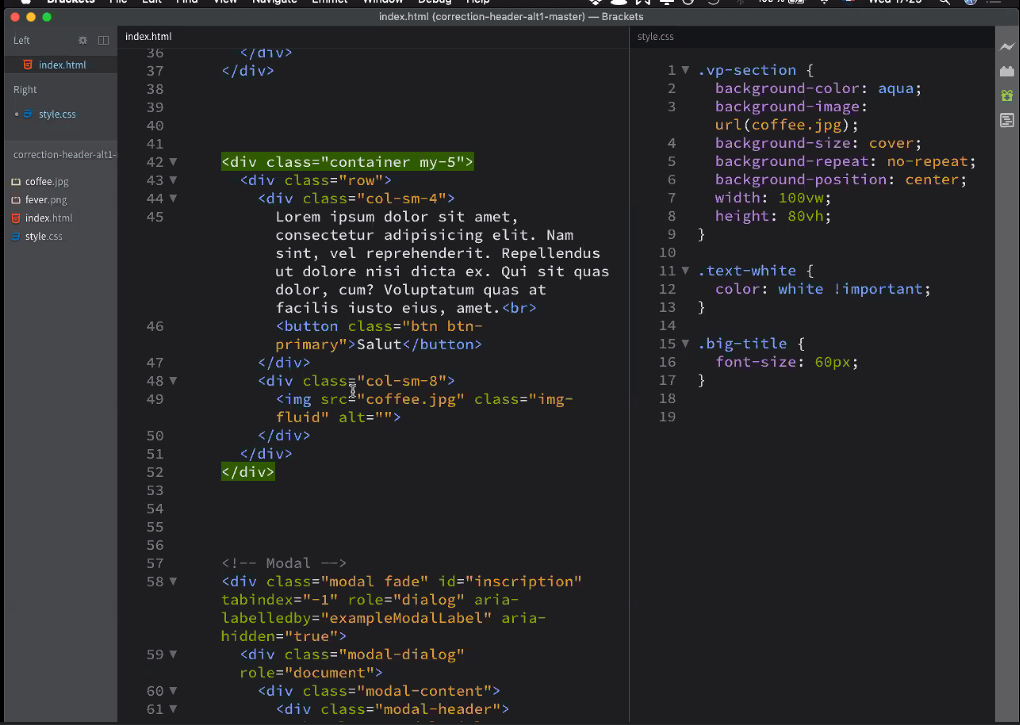 Brackets File Edit Find View Navigate Emmet Window Debug Help
index.html (correction-header-alt1-master) — Brackets
Left
index.html
Right
style.css
correction-header-alt1-
coffee.jpg
fever.png
index.html
style.css
index.html
36 </div>
37 </div>
38
39
40
41
42 <div class="container my-5">
43 <div class="row">
44 <div class="col-sm-4">
45 Lorem ipsum dolor sit amet,
consectetur adipisicing elit. Nam
sint, vel reprehenderit. Repellendus
ut dolore nisi dicta ex. Qui sit quas
dolor, cum? Voluptatum quas at
facilis iusto eius, amet.<br>
46 <button class="btn btn-
primary">Salut</button>
47 </div>
48 <div class="col-sm-8">
49 <img src="coffee.jpg" class="img-
fluid" alt="">
50 </div>
51 </div>
52 </div>
53
54
55
56
57 <!-- Modal -->
58 <div class="modal fade" id="inscription"
tabindex="-1" role="dialog" aria-
labelledby="exampleModalLabel" aria-
hidden="true">
59 <div class="modal-dialog"
role="document">
60 <div class="modal-content">
61 <div class="modal-header">
style.css
1 .vp-section {
2 background-color: aqua;
3 background-image:
url(coffee.jpg);
4 background-size: cover;
5 background-repeat: no-repeat;
6 background-position: center;
7 width: 100vw;
8 height: 80vh;
9 }
10
11 .text-white {
12 color: white !important;
13 }
14
15 .big-title {
16 font-size: 60px;
17 }
18
19